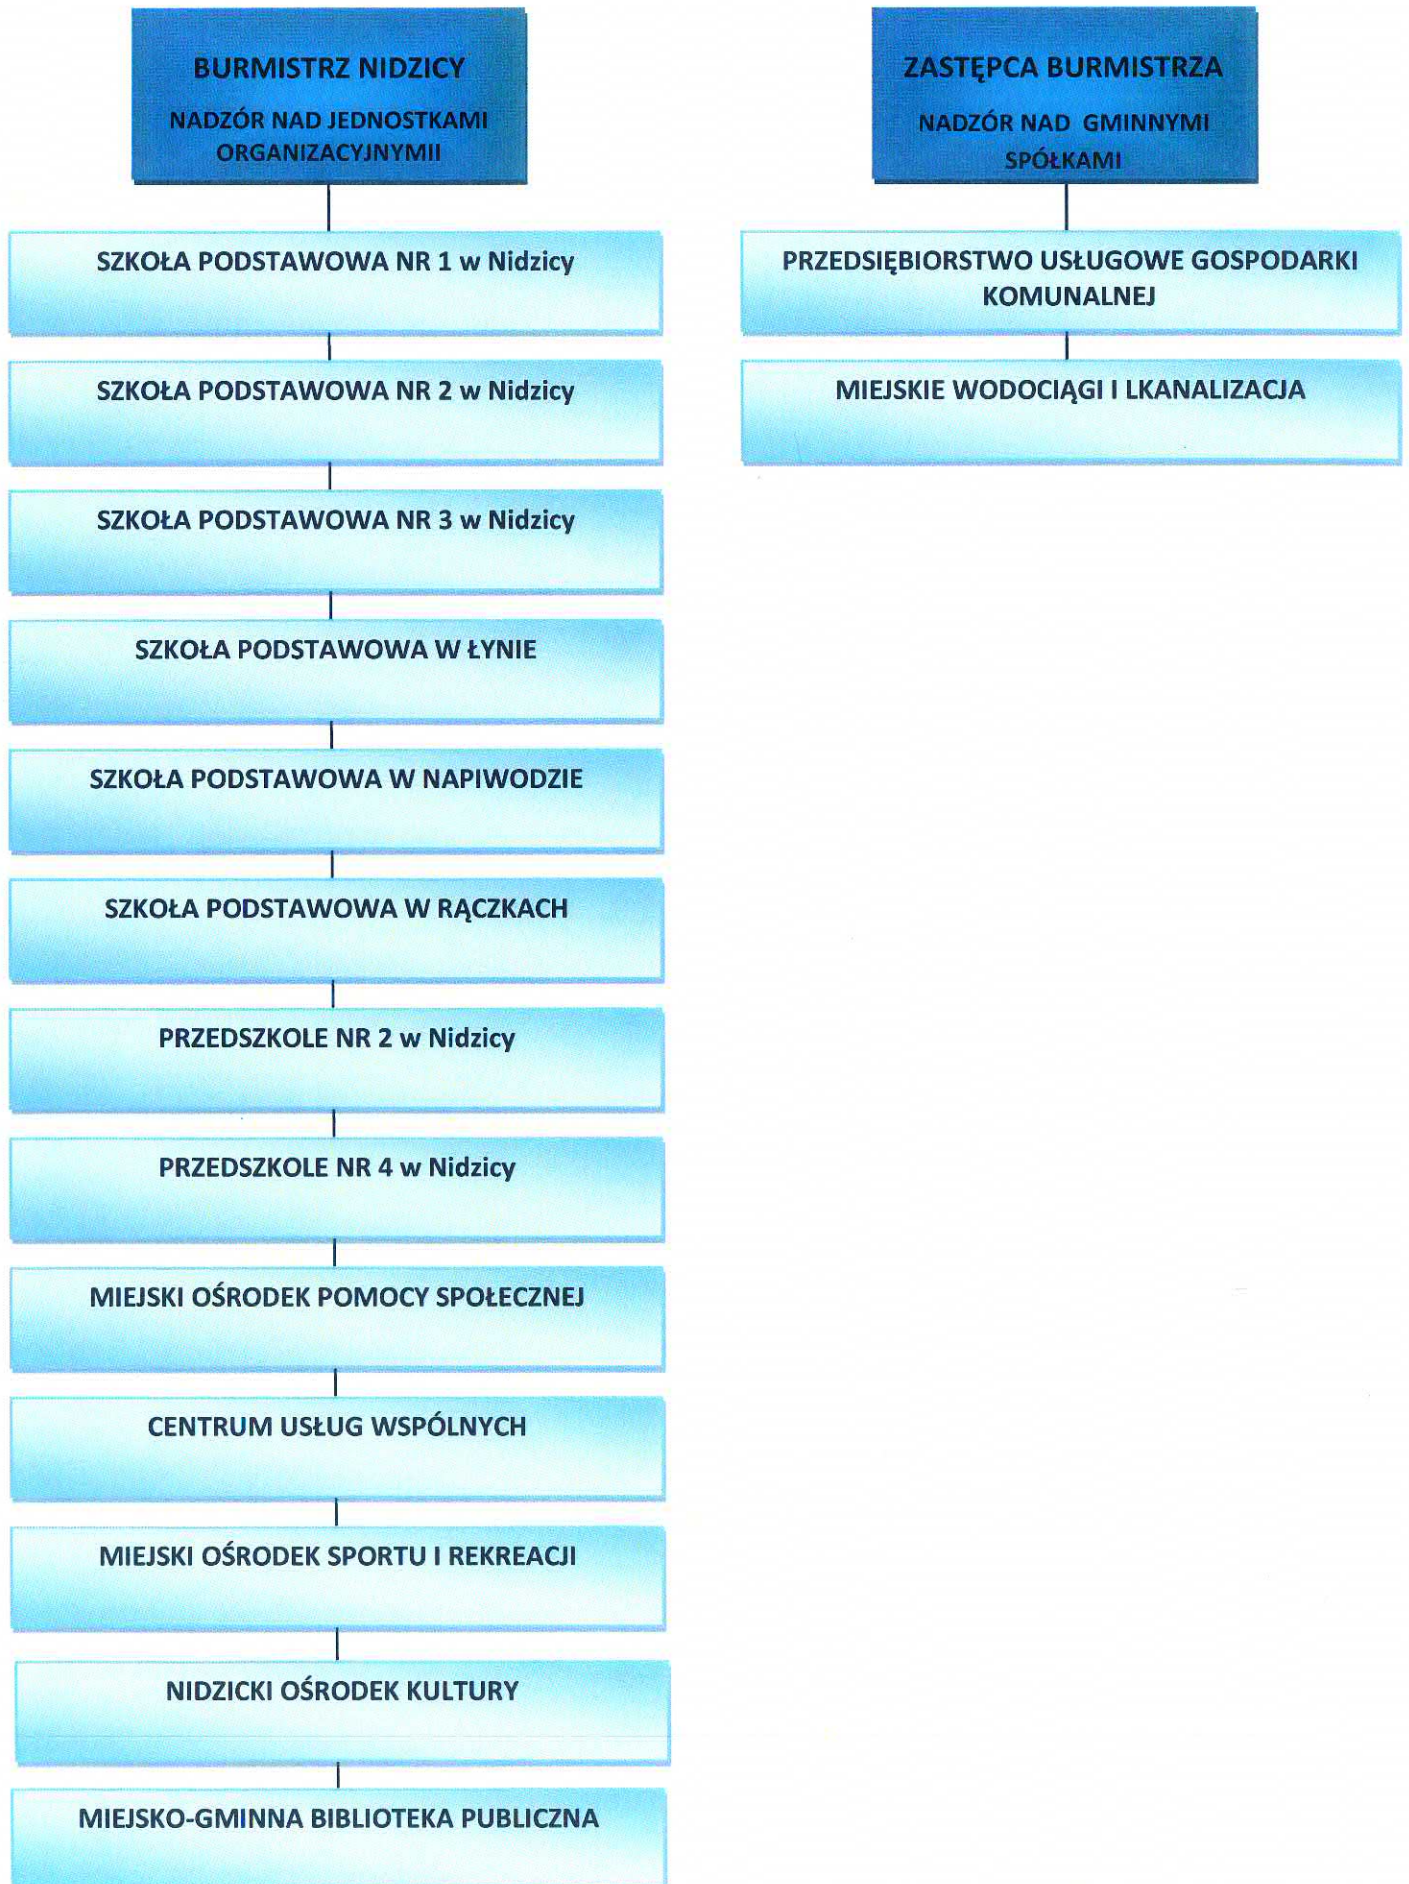 BURMISTRZ NIDZICY
NADZÓR NAD JEDNOSTKAMI
ORGANIZACYJNYMII
SZKOŁA PODSTAWOWA NR 1 w Nidzicy
SZKOŁA PODSTAWOWA NR 2 w Nidzicy
SZKOŁA PODSTAWOWA NR 3 w Nidzicy
SZKOŁA PODSTAWOWA W ŁYNIE
SZKOŁA PODSTAWOWA W NAPIWODZIE
SZKOŁA PODSTAWOWA W RĄCZKACH
PRZEDSZKOLE NR 2 w Nidzicy
PRZEDSZKOLE NR 4 w Nidzicy
MIEJSKI OŚRODEK POMOCY SPOŁECZNEJ
CENTRUM USŁUG WSPÓLNYCH
MIEJSKI OŚRODEK SPORTU I REKREACJI
NIDZICKI OŚRODEK KULTURY
MIEJSKO-GMINNA BIBLIOTEKA PUBLICZNA
ZASTĘPCA BURMISTRZA
NADZÓR NAD GMINNYMI
SPÓŁKAMI
PRZEDSIĘBIORSTWO USŁUGOWE GOSPODARKI
KOMUNALNEJ
MIEJSKIE WODOCIĄGI I LKANALIZACJA